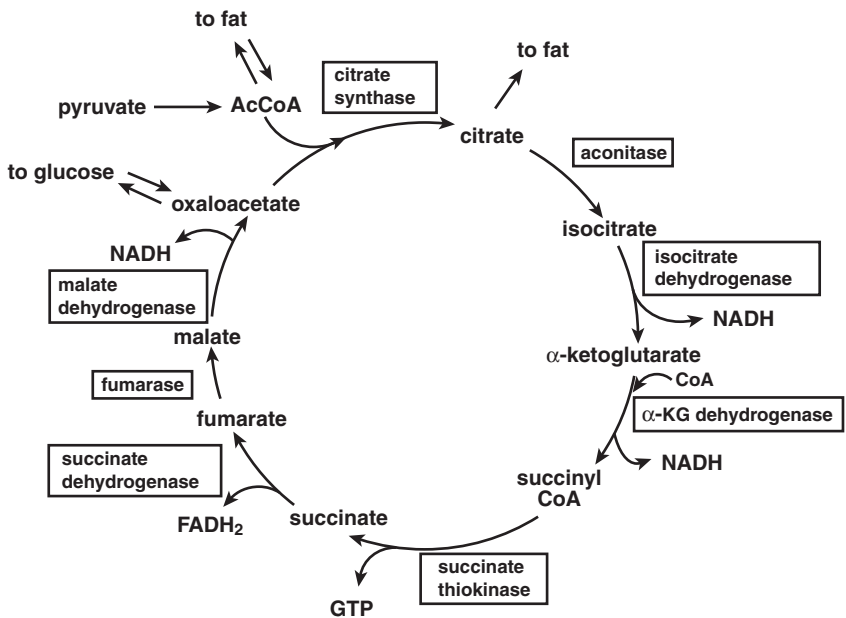 to fat
to fat
citrate
synthase
pyruvate
AcCoA
citrate
aconitase
to glucose
oxaloacetate
isocitrate
NADH
isocitrate
dehydrogenase
malate
dehydrogenase
NADH
malate
α-ketoglutarate
CoA
fumarase
α-KG dehydrogenase
fumarate
succinate
dehydrogenase
NADH
succinyl
CoA
FADH₂
succinate
succinate
thiokinase
GTP